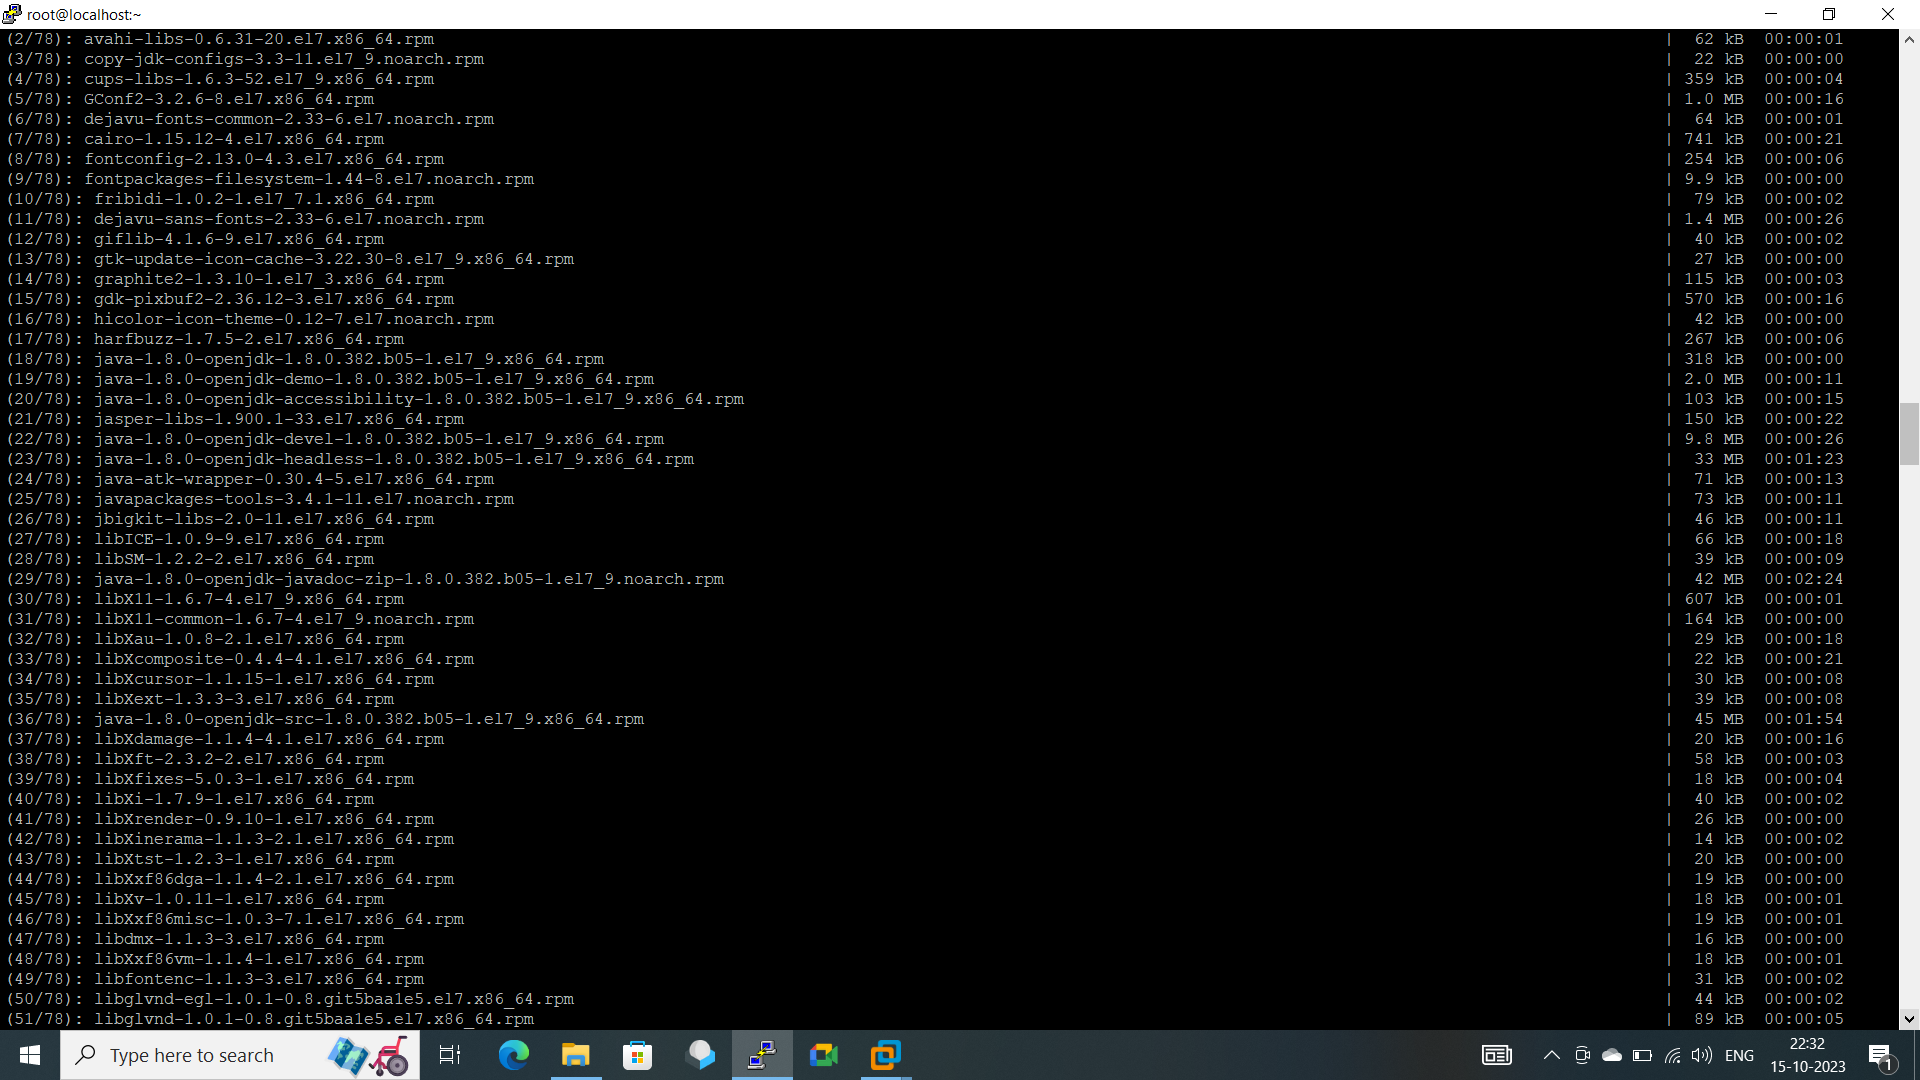 root@localhost:~
(2/78): avahi-libs-0.6.31-20.el7.x86_64.rpm | 62 kB 00:00:01
(3/78): copy-jdk-configs-3.3-11.el7_9.noarch.rpm | 22 kB 00:00:00
(4/78): cups-libs-1.6.3-52.el7_9.x86_64.rpm | 359 kB 00:00:04
(5/78): GConf2-3.2.6-8.el7.x86_64.rpm | 1.0 MB 00:00:16
(6/78): dejavu-fonts-common-2.33-6.el7.noarch.rpm | 64 kB 00:00:01
(7/78): cairo-1.15.12-4.el7.x86_64.rpm | 741 kB 00:00:21
(8/78): fontconfig-2.13.0-4.3.el7.x86_64.rpm | 254 kB 00:00:06
(9/78): fontpackages-filesystem-1.44-8.el7.noarch.rpm | 9.9 kB 00:00:00
(10/78): fribidi-1.0.2-1.el7_7.1.x86_64.rpm | 79 kB 00:00:02
(11/78): dejavu-sans-fonts-2.33-6.el7.noarch.rpm | 1.4 MB 00:00:26
(12/78): giflib-4.1.6-9.el7.x86_64.rpm | 40 kB 00:00:02
(13/78): gtk-update-icon-cache-3.22.30-8.el7_9.x86_64.rpm | 27 kB 00:00:00
(14/78): graphite2-1.3.10-1.el7_3.x86_64.rpm | 115 kB 00:00:03
(15/78): gdk-pixbuf2-2.36.12-3.el7.x86_64.rpm | 570 kB 00:00:16
(16/78): hicolor-icon-theme-0.12-7.el7.noarch.rpm | 42 kB 00:00:00
(17/78): harfbuzz-1.7.5-2.el7.x86_64.rpm | 267 kB 00:00:06
(18/78): java-1.8.0-openjdk-1.8.0.382.b05-1.el7_9.x86_64.rpm | 318 kB 00:00:00
(19/78): java-1.8.0-openjdk-demo-1.8.0.382.b05-1.el7_9.x86_64.rpm | 2.0 MB 00:00:11
(20/78): java-1.8.0-openjdk-accessibility-1.8.0.382.b05-1.el7_9.x86_64.rpm | 103 kB 00:00:15
(21/78): jasper-libs-1.900.1-33.el7.x86_64.rpm | 150 kB 00:00:22
(22/78): java-1.8.0-openjdk-devel-1.8.0.382.b05-1.el7_9.x86_64.rpm | 9.8 MB 00:00:26
(23/78): java-1.8.0-openjdk-headless-1.8.0.382.b05-1.el7_9.x86_64.rpm | 33 MB 00:01:23
(24/78): java-atk-wrapper-0.30.4-5.el7.x86_64.rpm | 71 kB 00:00:13
(25/78): javapackages-tools-3.4.1-11.el7.noarch.rpm | 73 kB 00:00:11
(26/78): jbigkit-libs-2.0-11.el7.x86_64.rpm | 46 kB 00:00:11
(27/78): libICE-1.0.9-9.el7.x86_64.rpm | 66 kB 00:00:18
(28/78): libSM-1.2.2-2.el7.x86_64.rpm | 39 kB 00:00:09
(29/78): java-1.8.0-openjdk-javadoc-zip-1.8.0.382.b05-1.el7_9.noarch.rpm | 42 MB 00:02:24
(30/78): libX11-1.6.7-4.el7_9.x86_64.rpm | 607 kB 00:00:01
(31/78): libX11-common-1.6.7-4.el7_9.noarch.rpm | 164 kB 00:00:00
(32/78): libXau-1.0.8-2.1.el7.x86_64.rpm | 29 kB 00:00:18
(33/78): libXcomposite-0.4.4-4.1.el7.x86_64.rpm | 22 kB 00:00:21
(34/78): libXcursor-1.1.15-1.el7.x86_64.rpm | 30 kB 00:00:08
(35/78): libXext-1.3.3-3.el7.x86_64.rpm | 39 kB 00:00:08
(36/78): java-1.8.0-openjdk-src-1.8.0.382.b05-1.el7_9.x86_64.rpm | 45 MB 00:01:54
(37/78): libXdamage-1.1.4-4.1.el7.x86_64.rpm | 20 kB 00:00:16
(38/78): libXft-2.3.2-2.el7.x86_64.rpm | 58 kB 00:00:03
(39/78): libXfixes-5.0.3-1.el7.x86_64.rpm | 18 kB 00:00:04
(40/78): libXi-1.7.9-1.el7.x86_64.rpm | 40 kB 00:00:02
(41/78): libXrender-0.9.10-1.el7.x86_64.rpm | 26 kB 00:00:00
(42/78): libXinerama-1.1.3-2.1.el7.x86_64.rpm | 14 kB 00:00:02
(43/78): libXtst-1.2.3-1.el7.x86_64.rpm | 20 kB 00:00:00
(44/78): libXxf86dga-1.1.4-2.1.el7.x86_64.rpm | 19 kB 00:00:00
(45/78): libXv-1.0.11-1.el7.x86_64.rpm | 18 kB 00:00:01
(46/78): libXxf86misc-1.0.3-7.1.el7.x86_64.rpm | 19 kB 00:00:01
(47/78): libdmx-1.1.3-3.el7.x86_64.rpm | 16 kB 00:00:00
(48/78): libXxf86vm-1.1.4-1.el7.x86_64.rpm | 18 kB 00:00:01
(49/78): libfontenc-1.1.3-3.el7.x86_64.rpm | 31 kB 00:00:02
(50/78): libglvnd-egl-1.0.1-0.8.git5baa1e5.el7.x86_64.rpm | 44 kB 00:00:02
(51/78): libglvnd-1.0.1-0.8.git5baa1e5.el7.x86_64.rpm | 89 kB 00:00:05
Type here to search
ENG
22:32
15-10-2023
1